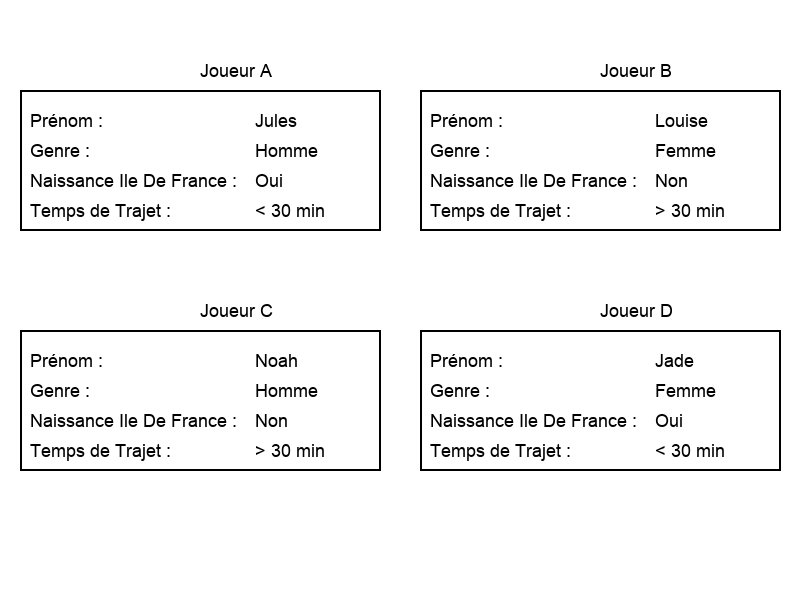 Joueur A
Prénom : Jules
Genre : Homme
Naissance Ile De France : Oui
Temps de Trajet : < 30 min
Joueur B
Prénom : Louise
Genre : Femme
Naissance Ile De France : Non
Temps de Trajet : > 30 min
Joueur C
Prénom : Noah
Genre : Homme
Naissance Ile De France : Non
Temps de Trajet : > 30 min
Joueur D
Prénom : Jade
Genre : Femme
Naissance Ile De France : Oui
Temps de Trajet : < 30 min